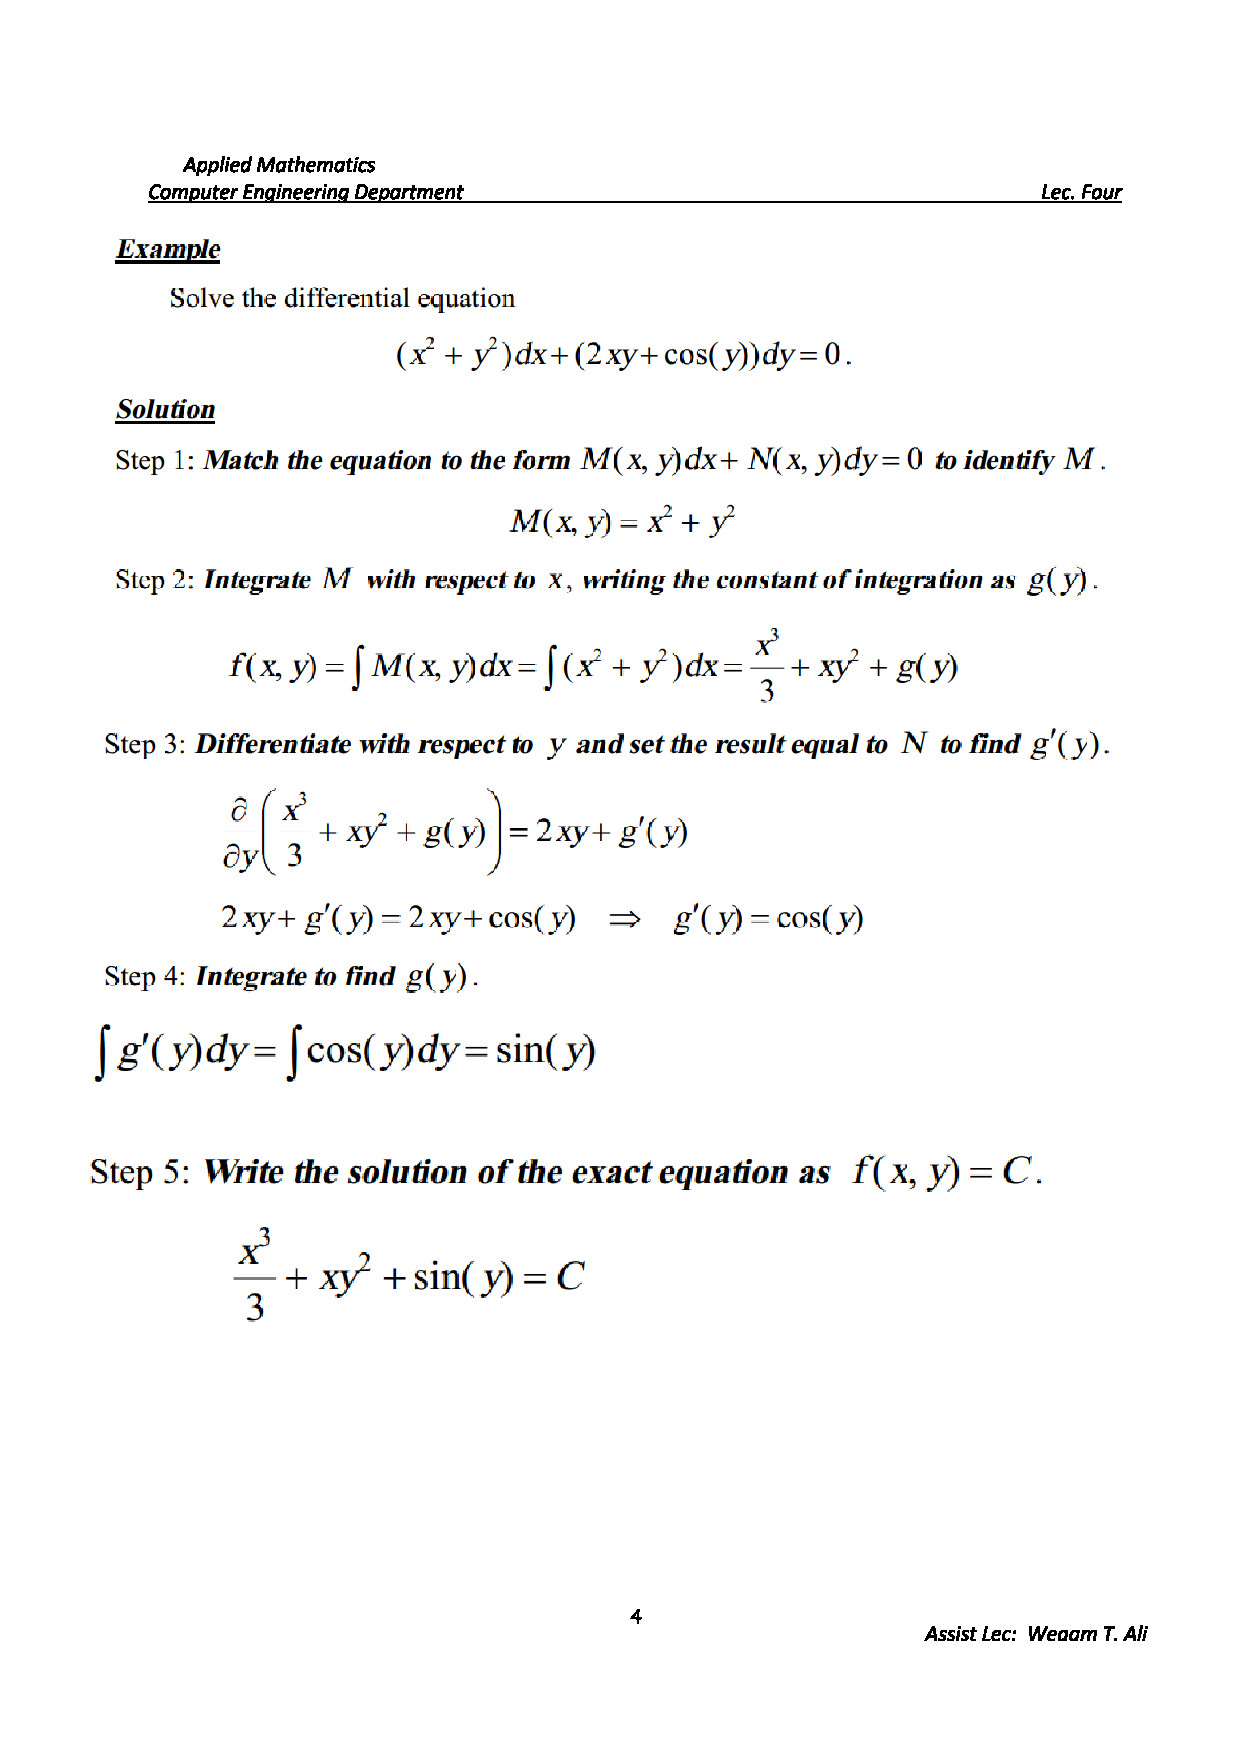 Applied Mathematics
Computer Engineering Department Lec. Four
Example
Solve the differential equation
(x² + y²)dx + (2xy + cos(y))dy = 0.
Solution
Step 1: Match the equation to the form M(x, y)dx + N(x, y)dy = 0 to identify M.
M(x, y) = x² + y²
Step 2: Integrate M with respect to x, writing the constant of integration as g(y).
f(x, y) = ∫ M(x, y)dx = ∫ (x² + y²)dx = x³/3 + xy² + g(y)
Step 3: Differentiate with respect to y and set the result equal to N to find g′(y).
∂/∂y (x³/3 + xy² + g(y)) = 2xy + g′(y)
2xy + g′(y) = 2xy + cos(y) ⇒ g′(y) = cos(y)
Step 4: Integrate to find g(y).
∫ g′(y)dy = ∫ cos(y)dy = sin(y)
Step 5: Write the solution of the exact equation as f(x, y) = C.
x³/3 + xy² + sin(y) = C
4
Assist Lec: Weaam T. Ali